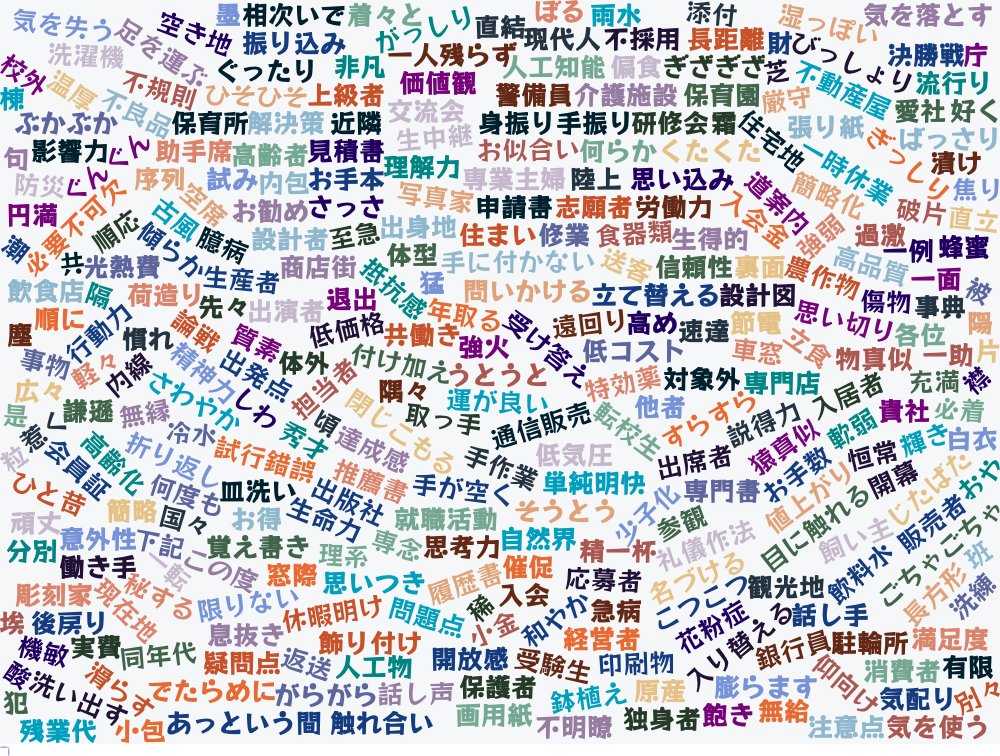 気を失う
空き地
墨
相次いで
着々と
がっしり
直結
ぼる
雨水
添付
湿っぽい
気を落とす
足を運ぶ
振り込み
現代人
不採用
長距離
財
びっしょり
決勝戦
庁
洗濯機
一人残らず
校外
温厚
不規則
ぐったり
非凡
価値観
人工知能
偏食
ぎざぎざ
芝
不動産屋
流行り
棟
不良品
ひそひそ
上級者
交流会
警備員
介護施設
保育園
厳守
愛社
好く
ぷかぷか
保育所
解決策
近隣
生中継
身振り手振り
研修会
霜
住宅地
張り紙
ぎっしり
ばっさり
句
影響力
ぐんぐん
助手席
高齢者
見積書
理解力
お似合い
何らか
くたくた
一時休業
漬け
防災
序列
試み
内包
お手本
写真家
専業主婦
陸上
思い込み
道案内
簡略化
焦り
円満
必要不可欠
順応
古風
空席
お勧め
さっさ
申請書
志願者
労働力
入会金
強弱
破片
直立
潮
共
傾らか
臆病
設計者
至急
出身地
住まい
修業
食器類
生得的
過激
一例
蜂蜜
光熱費
生産者
商店街
体型
手に付かない
送客
信頼性
裏面
農作物
高品質
一面
被
飲食店
隔
荷造り
先々
出演者
退出
抵抗感
猛
問いかける
立て替える
設計図
傷物
事典
陽
塵
順に
行動力
慣れ
論戦
質素
低価格
共働き
年取る
受け答え
遠回り
高め
速達
節電
立食
思い切り
各位
片
事物
軽々
内線
精神力
出発点
体外
付け加え
強火
低コスト
車窓
物真似
一助
広々
さわやか
しわ
担当者
隅々
うとうと
特効薬
対象外
専門店
入居者
充満
襟
是
謙遜
無縁
閉じこもる
取っ手
運が良い
通信販売
転校生
他者
すらすら
説得力
軟弱
貴社
必着
惹
冷水
秀才
頃
達成感
低気圧
出席者
猿真似
恒常
輝き
白衣
粒
会員証
高齢化
折り返し
試行錯誤
推薦書
手作業
単純明快
専門書
お手数
開幕
じたばた
おや
ひと昔
何度も
皿洗い
出版社
手が空く
そうとう
少子化
参観
値上がり
目に触れる
販売者
頑丈
簡略
国々
お得
生命力
就職活動
自然界
礼儀作法
飼い主
ごちゃごちゃ
分別
意外性
下記
この度
覚え書き
理系
専念
思考力
精一杯
名づける
飲料水
班
働き手
一転
窓際
思いつき
履歴書
催促
応募者
観光地
長方形
洗練
彫刻家
現在地
秘する
限りない
休暇明け
問題点
稀
入会
急病
こつこつ
花粉症
話し手
埃
後戻り
息抜き
飾り付け
小金
和やか
経営者
入り替える
銀行員
駐輪所
満足度
機敏
実費
同年代
疑問点
返送
人工物
開放感
受験生
印刷物
仰向け
消費者
有限
酸
洗い出す
濁らす
でたらめに
がらがら
話し声
保護者
鉢植え
原産
膨らます
気配り
別々
犯
残業代
小包
あっという間
触れ合い
画用紙
不明瞭
独身者
飽き
無給
注意点
気を使う